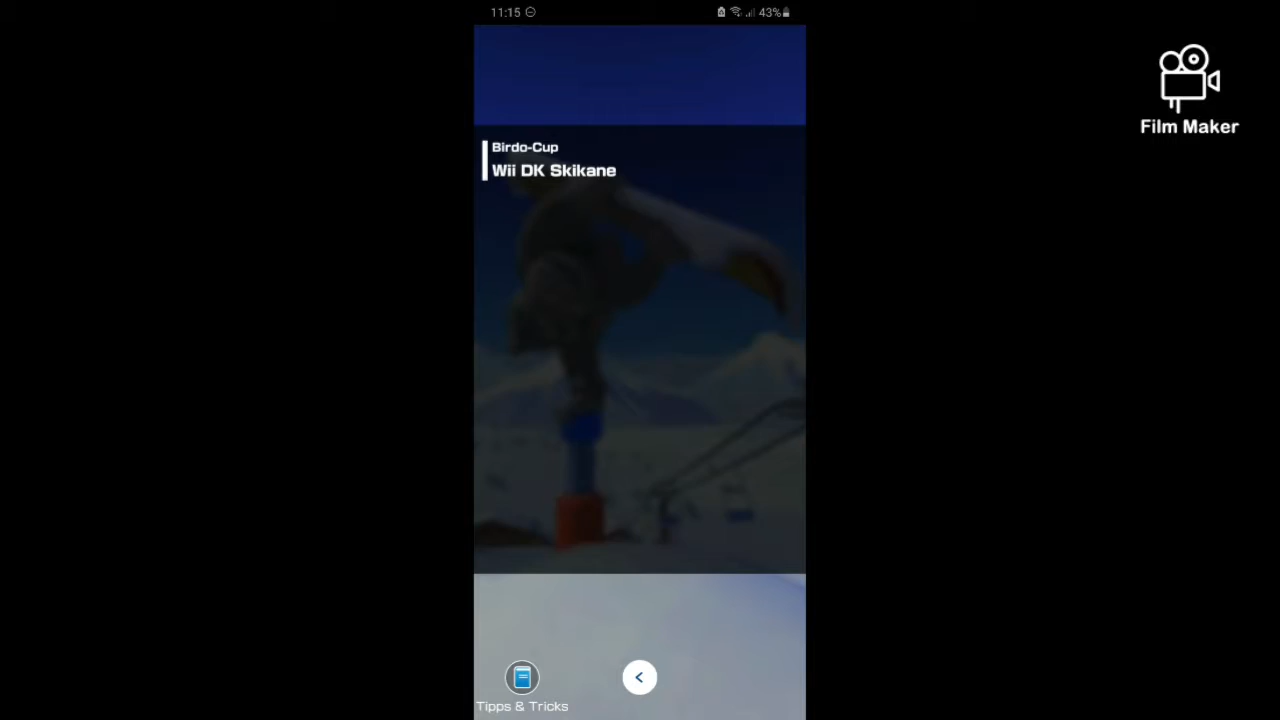 11:15
43%
Film Maker
Birdo-Cup
Wii DK Skikane
Tipps & Tricks